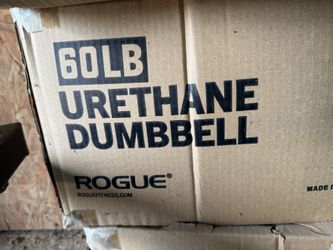 60LB
URETHANE
DUMBBELL
ROGUE®
ROGUEFITNESS.COM
MADE